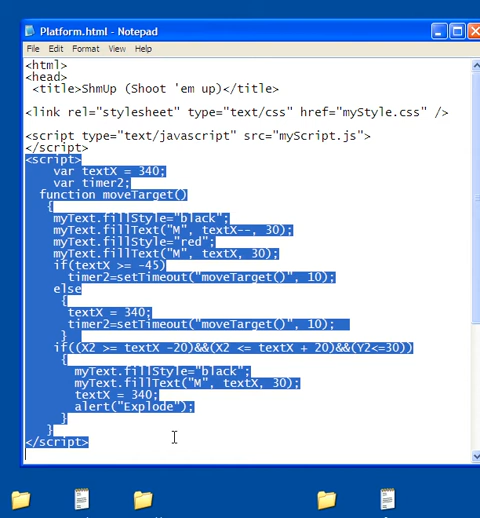 Platform.html - Notepad
File Edit Format View Help
<html>
<head>
 <title>ShmUp (Shoot 'em up)</title>
<link rel="stylesheet" type="text/css" href="myStyle.css" />
<script type="text/javascript" src="myScript.js">
</script>
<script>
    var textX = 340;
    var timer2;
  function moveTarget()
   {
    myText.fillStyle="black";
    myText.fillText("M", textX--, 30);
    myText.fillStyle="red";
    myText.fillText("M", textX, 30);
    if(textX >= -45)
      timer2=setTimeout("moveTarget()", 10);
    else
     {
      textX = 340;
      timer2=setTimeout("moveTarget()", 10);
     }
    if((X2 >= textX -20)&&(X2 <= textX + 20)&&(Y2<=30))
     {
       myText.fillStyle="black";
       myText.fillText("M", textX, 30);
       textX = 340;
       alert("Explode");
     }
   }
</script>